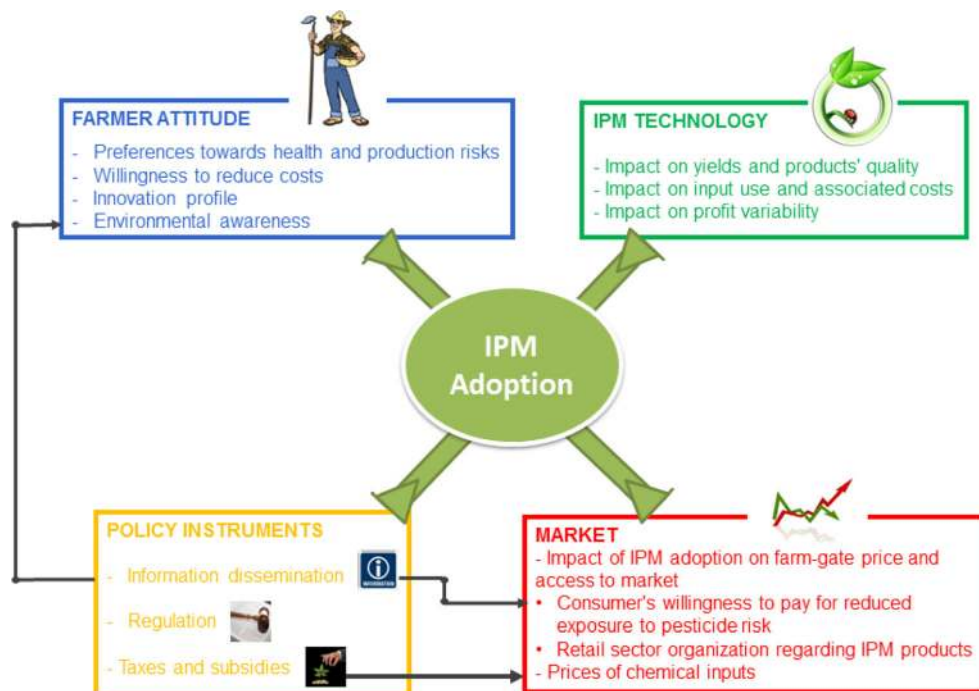 FARMER ATTITUDE
- Preferences towards health and production risks
- Willingness to reduce costs
- Innovation profile
- Environmental awareness
IPM TECHNOLOGY
- Impact on yields and products' quality
- Impact on input use and associated costs
- Impact on profit variability
IPM
Adoption
POLICY INSTRUMENTS
- Information dissemination
INFORMATION
- Regulation
- Taxes and subsidies
MARKET
- Impact of IPM adoption on farm-gate price and
access to market
• Consumer's willingness to pay for reduced
exposure to pesticide risk
• Retail sector organization regarding IPM products
- Prices of chemical inputs